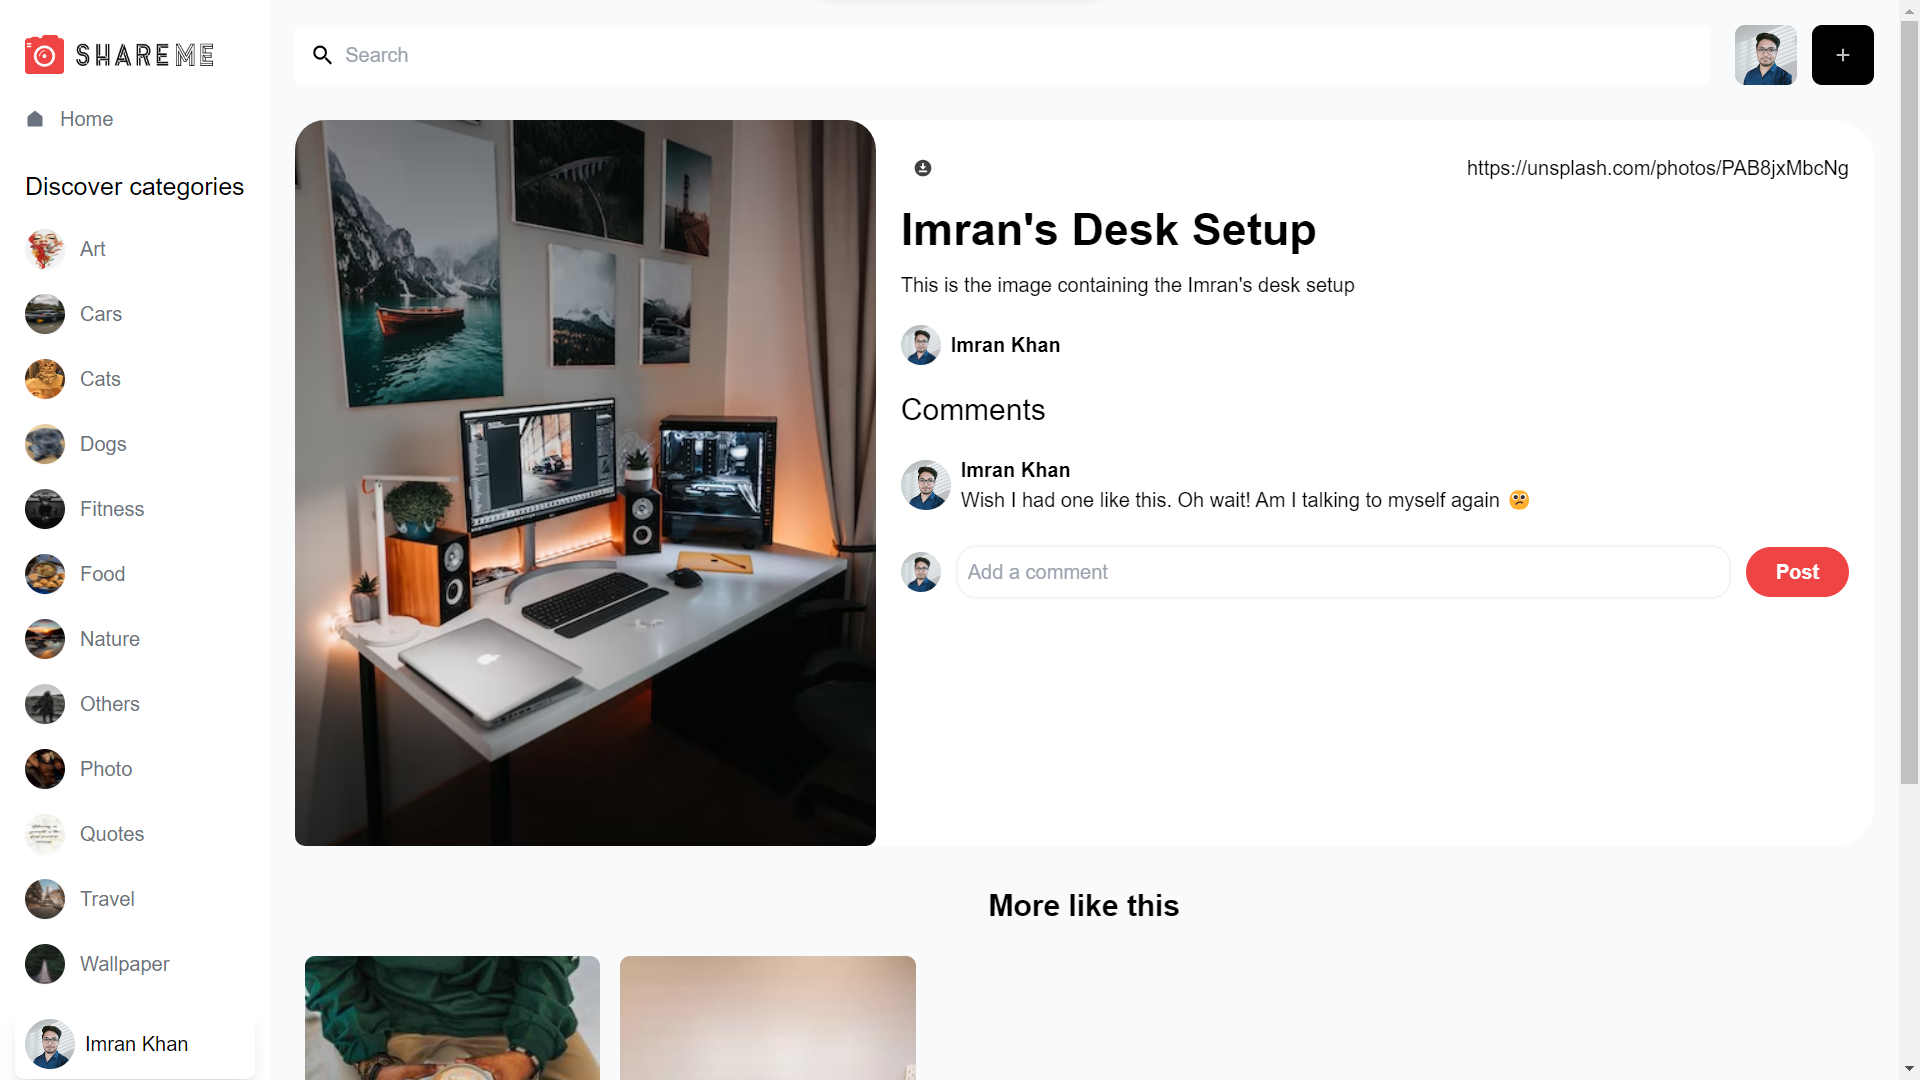 SHAREME
Search
+
Home
Discover categories
Art
Cars
Cats
Dogs
Fitness
Food
Nature
Others
Photo
Quotes
Travel
Wallpaper
Imran Khan
https://unsplash.com/photos/PAB8jxMbcNg
Imran's Desk Setup
This is the image containing the Imran's desk setup
Imran Khan
Comments
Imran Khan
Wish I had one like this. Oh wait! Am I talking to myself again 😕
Add a comment
Post
More like this